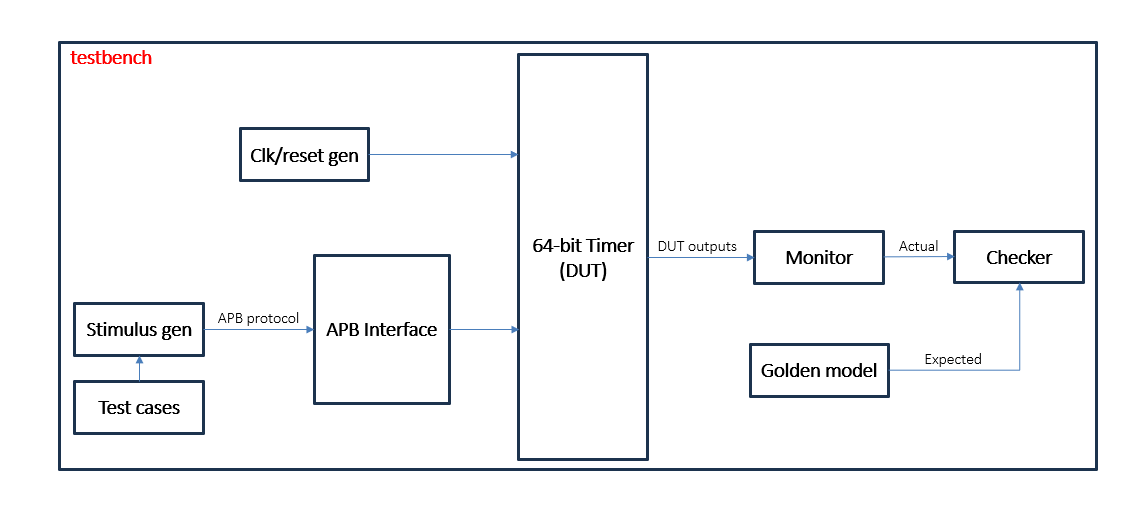 testbench
Clk/reset gen
64-bit Timer
(DUT)
DUT outputs
Monitor
Actual
Checker
Stimulus gen
APB protocol
APB Interface
Test cases
Golden model
Expected